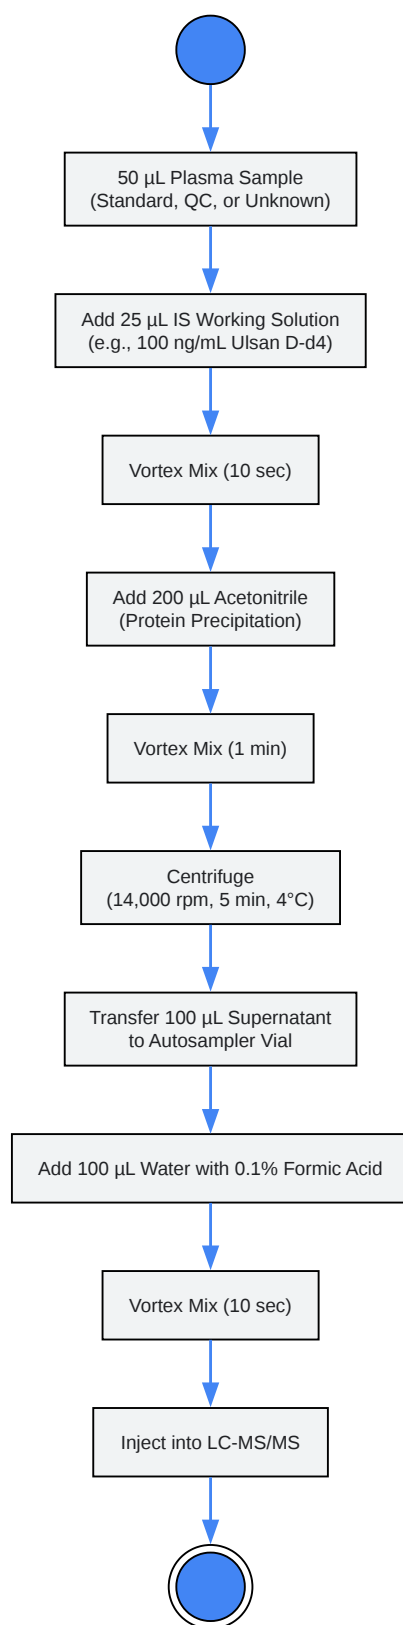 50 µL Plasma Sample
(Standard, QC, or Unknown)
Add 25 µL IS Working Solution
(e.g., 100 ng/mL Ulsan D-d4)
Vortex Mix (10 sec)
Add 200 µL Acetonitrile
(Protein Precipitation)
Vortex Mix (1 min)
Centrifuge
(14,000 rpm, 5 min, 4°C)
Transfer 100 µL Supernatant
to Autosampler Vial
Add 100 µL Water with 0.1% Formic Acid
Vortex Mix (10 sec)
Inject into LC-MS/MS